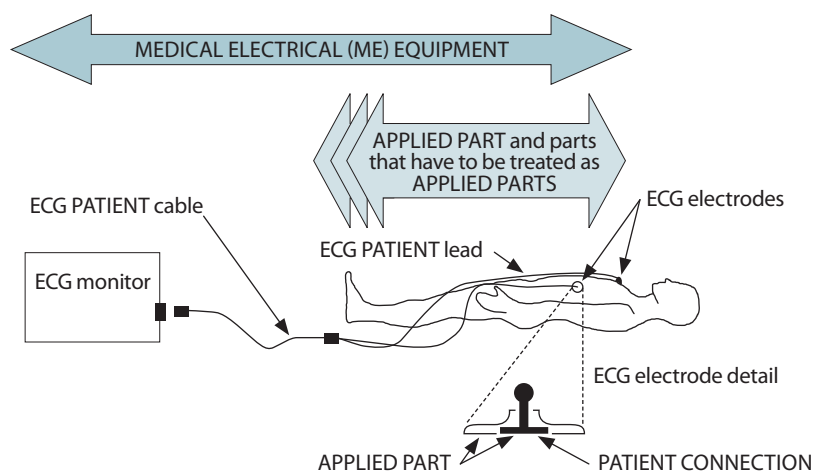 MEDICAL ELECTRICAL (ME) EQUIPMENT
APPLIED PART and parts
that have to be treated as
APPLIED PARTS
ECG PATIENT cable
ECG electrodes
ECG PATIENT lead
ECG monitor
ECG electrode detail
APPLIED PART
PATIENT CONNECTION